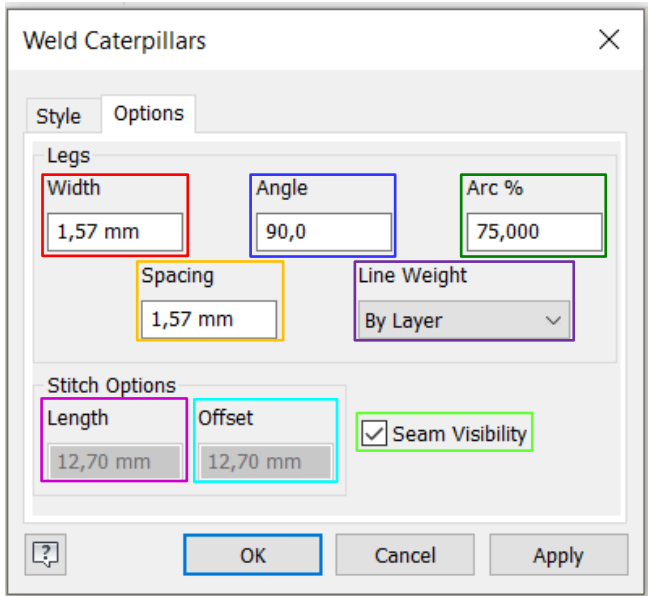 Weld Caterpillars
Style Options
Legs
Width Angle Arc %
1,57 mm 90,0 75,000
Spacing Line Weight
1,57 mm By Layer
Stitch Options
Length Offset
12,70 mm 12,70 mm
Seam Visibility
?
OK Cancel Apply